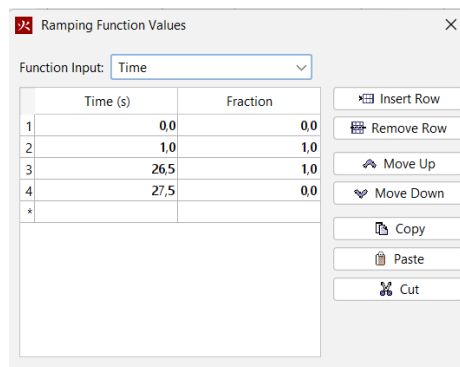 火 Ramping Function Values
Function Input: Time
Time (s) Fraction
1 0,0 0,0
2 1,0 1,0
3 26,5 1,0
4 27,5 0,0
*
Insert Row
Remove Row
Move Up
Move Down
Copy
Paste
Cut